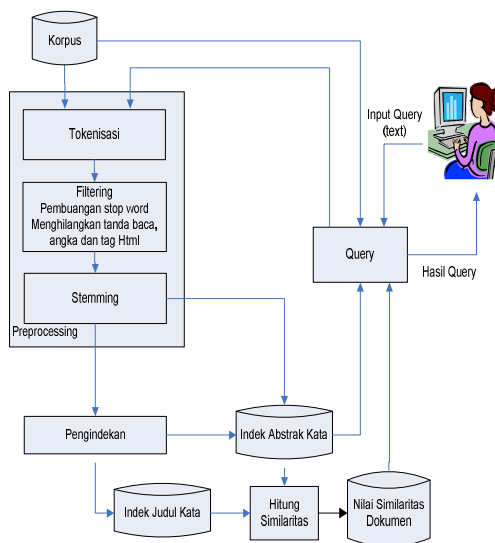 Korpus
Tokenisasi
Input Query
(text)
Filtering
Pembuangan stop word
Menghilangkan tanda baca,
angka dan tag Html
Query
Hasil Query
Stemming
Preprocessing
Pengindekan
Indek Abstrak Kata
Indek Judul Kata
Hitung
Similaritas
Nilai Similaritas
Dokumen